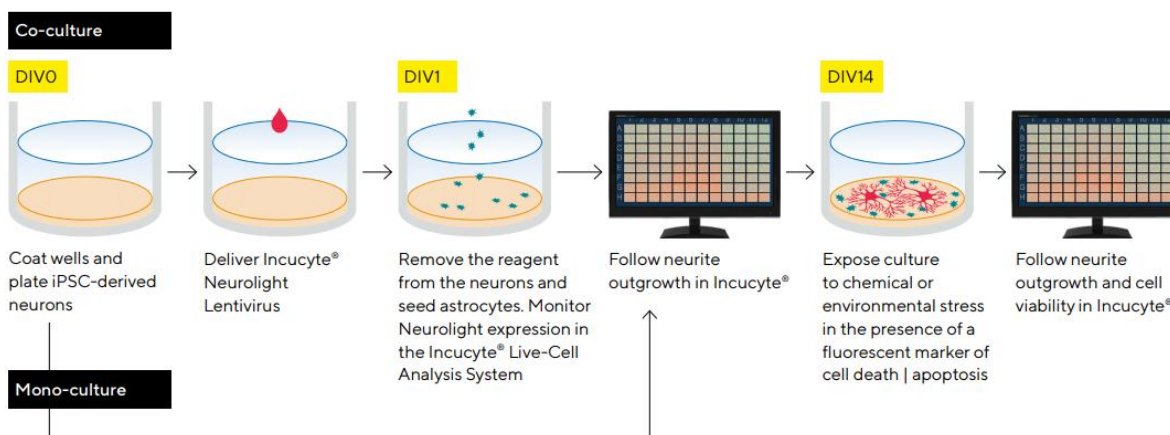 Co-culture
DIV0
DIV1
DIV14
Coat wells and
plate iPSC-derived
neurons
Deliver Incucyte®
Neurolight
Lentivirus
Remove the reagent
from the neurons and
seed astrocytes. Monitor
Neurolight expression in
the Incucyte® Live-Cell
Analysis System
Follow neurite
outgrowth in Incucyte®
Expose culture
to chemical or
environmental stress
in the presence of a
fluorescent marker of
cell death | apoptosis
Follow neurite
outgrowth and cell
viability in Incucyte®
Mono-culture